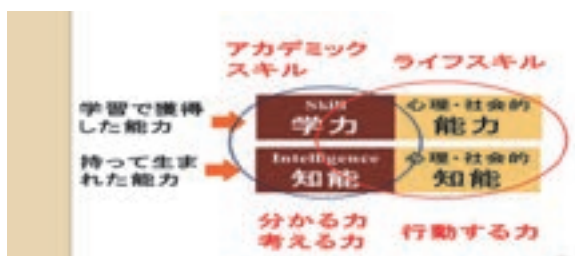 アカデミック
スキル
ライフスキル
学習で獲得
した能力
Skill
学力
心理・社会的
能力
持って生ま
れた能力
Intelligence
知能
心理・社会的
知能
分かる力
考える力
行動する力